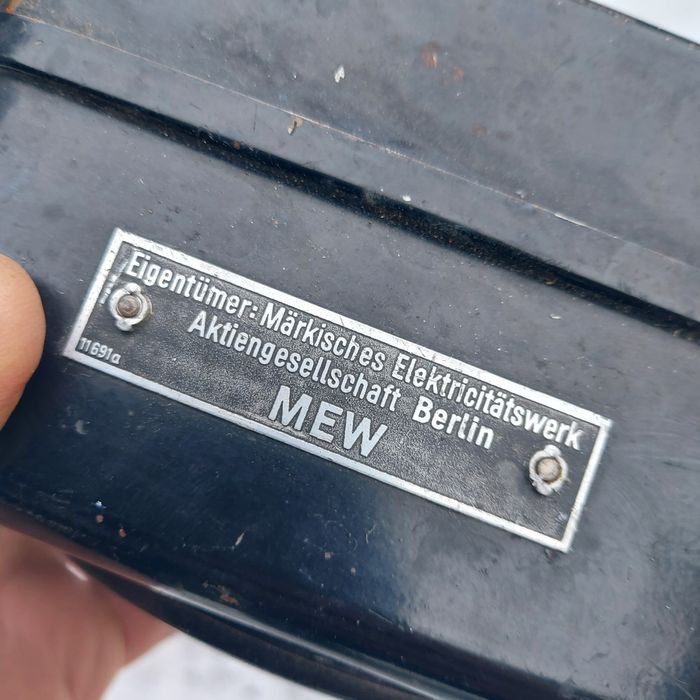 Eigentümer: Märkisches Elektricitätswerk
Aktiengesellschaft Berlin
MEW
11691a